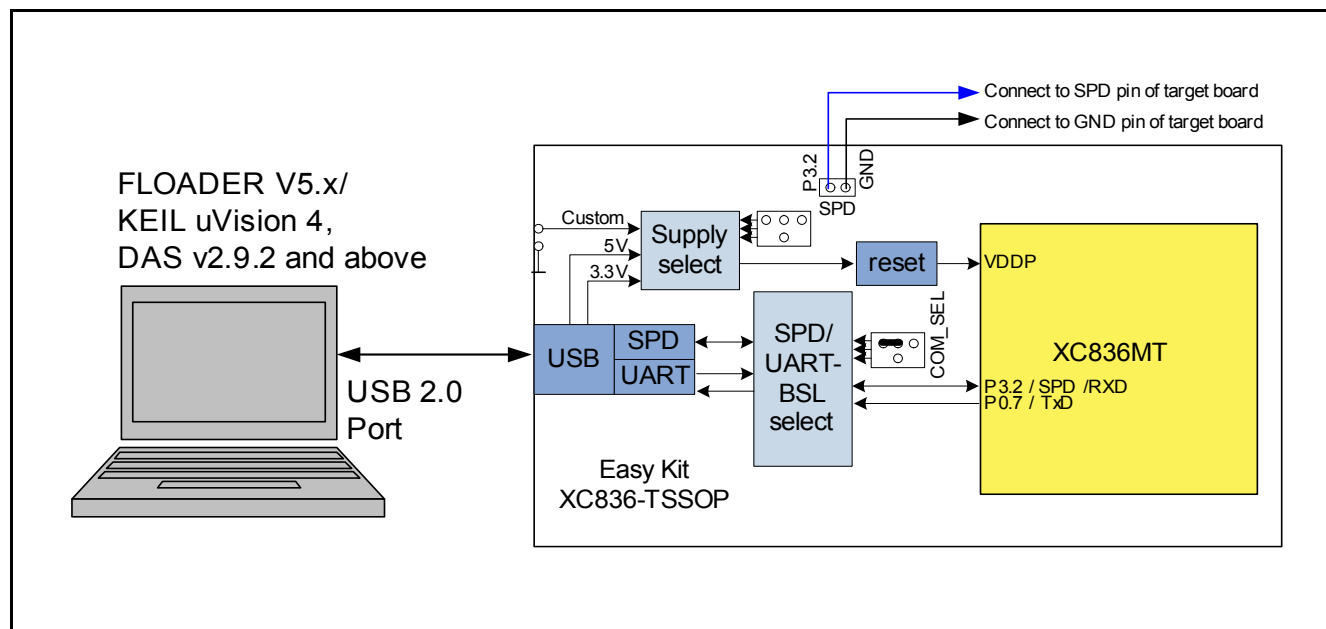 Connect to SPD pin of target board
Connect to GND pin of target board
P3.2
GND
SPD
FLOADER V5.x/
KEIL uVision 4,
DAS v2.9.2 and above
Custom
5V
3.3V
Supply
select
reset
VDDP
COM_SEL
USB
SPD
UART
SPD/
UART-
BSL
select
XC836MT
P3.2 / SPD /RXD
P0.7 / TxD
USB 2.0
Port
Easy Kit
XC836-TSSOP